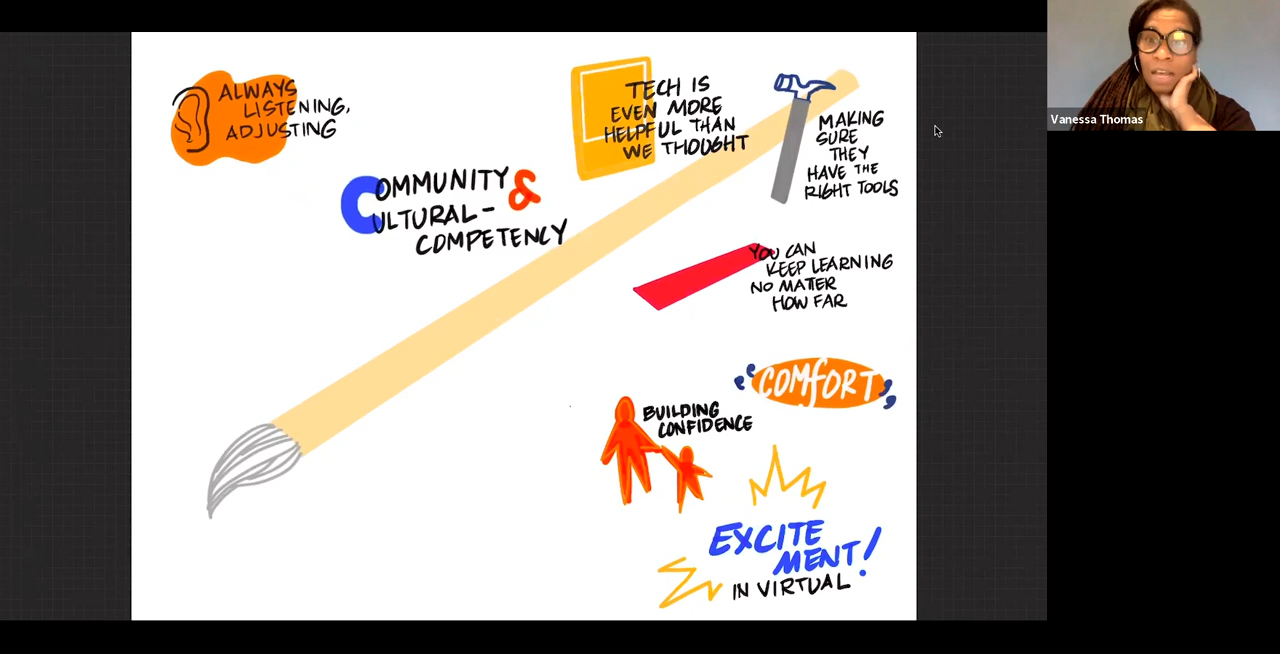 ALWAYS
LISTENING,
ADJUSTING
COMMUNITY &
CULTURAL-
COMPETENCY
TECH IS
EVEN MORE
HELPFUL THAN
WE THOUGHT
MAKING
SURE
THEY
HAVE THE
RIGHT TOOLS
YOU CAN
KEEP LEARNING
NO MATTER
HOW FAR
COMfORT
BUILDING
CONFIDENCE
EXCITE
MENT!
IN VIRTUAL
Vanessa Thomas